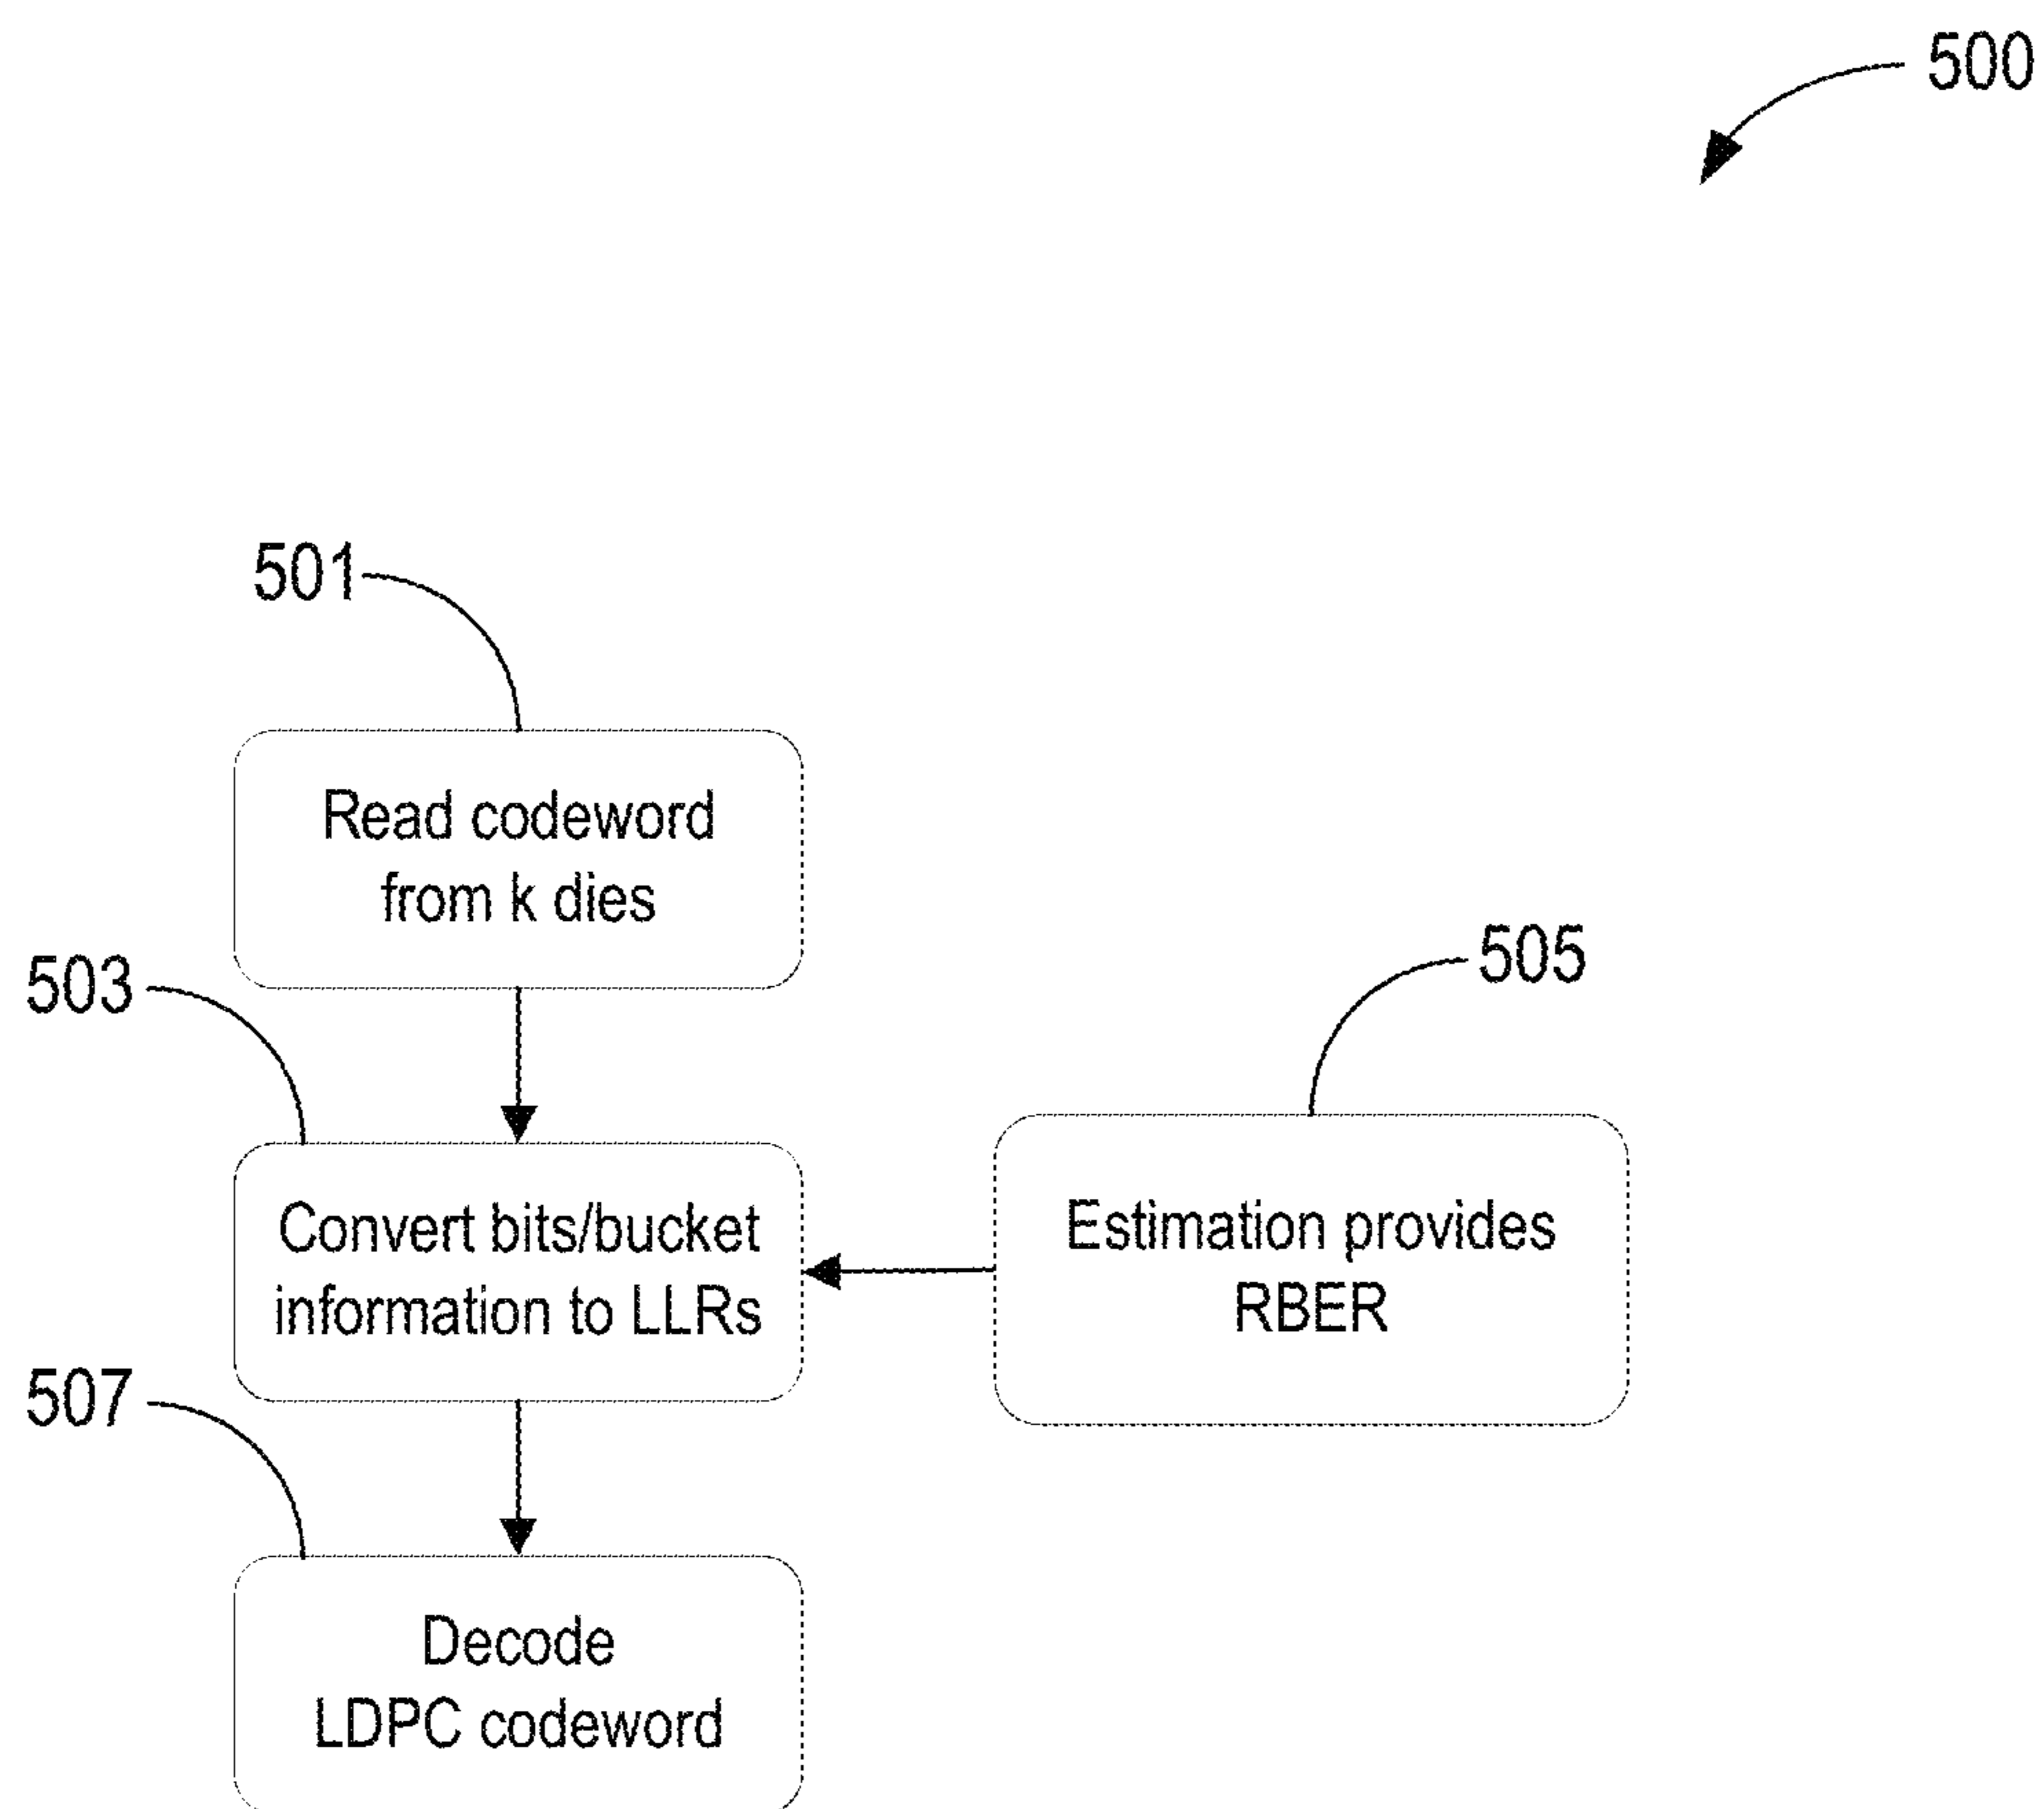 500
501
Read codeword
from k dies
503
505
Convert bits/bucket
information to LLRs
Estimation provides
RBER
507
Decode
LDPC codeword